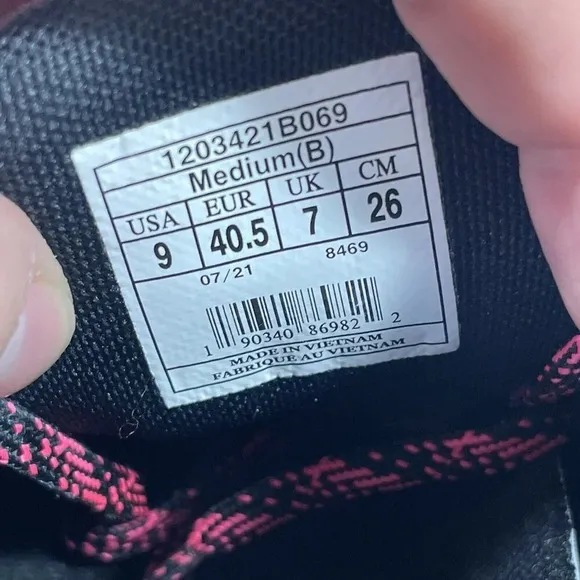 1203421B069
Medium(B)
USA EUR UK CM
9 40.5 7 26
07/21 8469
1 90340 86982 2
MADE IN VIETNAM
FABRIQUE AU VIETNAM